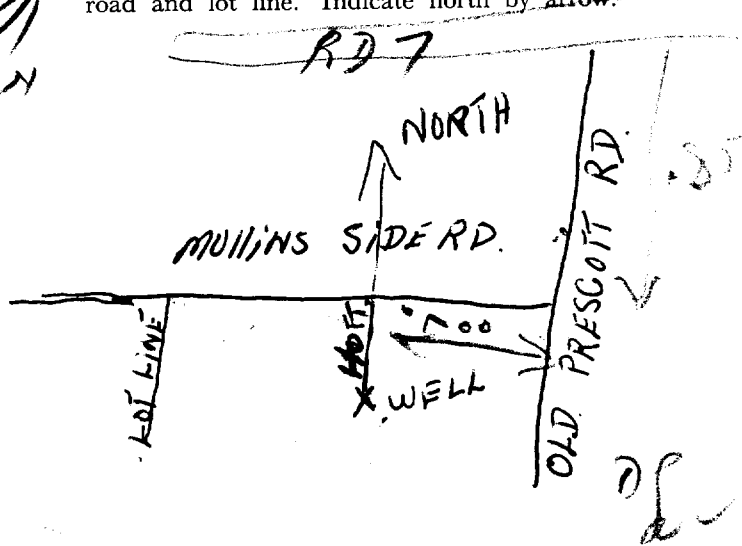 road and lot line. Indicate north by arrow.
N
RD 7
NORTH
MULLINS SIDE RD.
OLD PRESCOTT RD.
LOT LINE
700
WELL